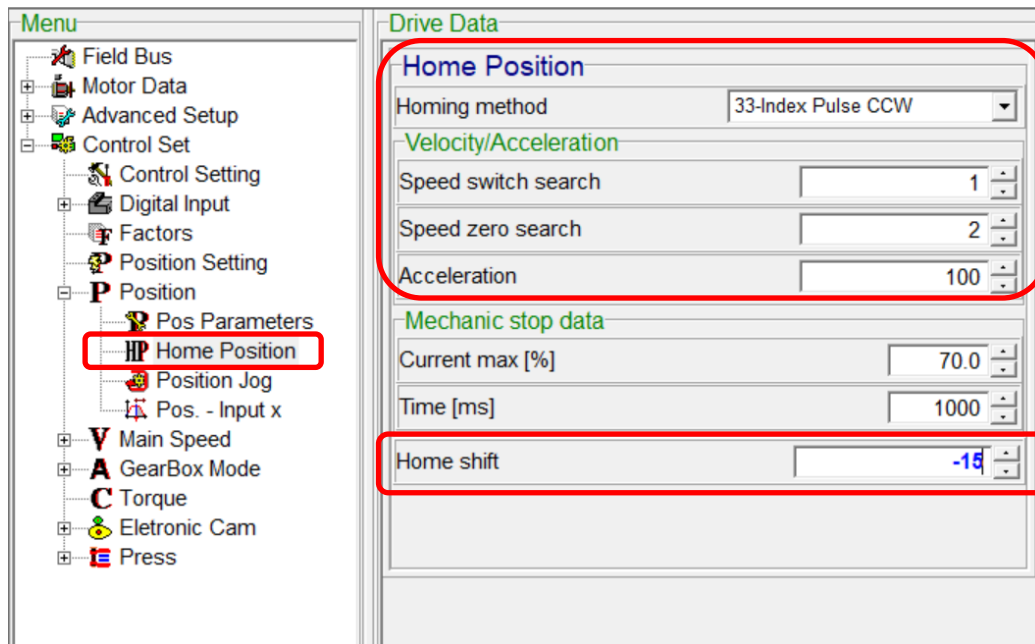 Menu
Field Bus
Motor Data
Advanced Setup
Control Set
Control Setting
Digital Input
Factors
Position Setting
Position
Pos Parameters
Home Position
Position Jog
Pos. - Input x
Main Speed
GearBox Mode
Torque
Eletronic Cam
Press
Drive Data
Home Position
Homing method 33-Index Pulse CCW
Velocity/Acceleration
Speed switch search 1
Speed zero search 2
Acceleration 100
Mechanic stop data
Current max [%] 70.0
Time [ms] 1000
Home shift -15